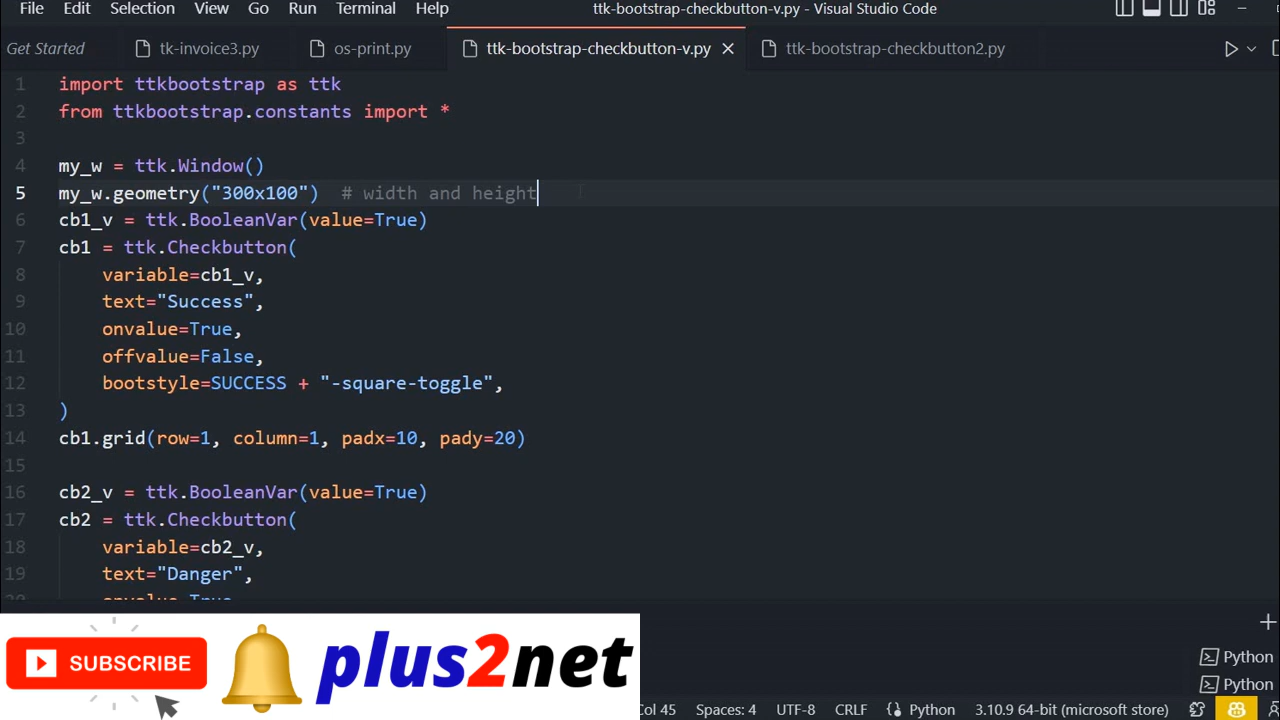 File Edit Selection View Go Run Terminal Help ttk-bootstrap-checkbutton-v.py - Visual Studio Code
Get Started tk-invoice3.py os-print.py ttk-bootstrap-checkbutton-v.py ttk-bootstrap-checkbutton2.py
1 import ttkbootstrap as ttk
2 from ttkbootstrap.constants import *
3
4 my_w = ttk.Window()
5 my_w.geometry("300x100")  # width and height
6 cb1_v = ttk.BooleanVar(value=True)
7 cb1 = ttk.Checkbutton(
8     variable=cb1_v,
9     text="Success",
10     onvalue=True,
11     offvalue=False,
12     bootstyle=SUCCESS + "-square-toggle",
13 )
14 cb1.grid(row=1, column=1, padx=10, pady=20)
15
16 cb2_v = ttk.BooleanVar(value=True)
17 cb2 = ttk.Checkbutton(
18     variable=cb2_v,
19     text="Danger",
SUBSCRIBE plus2net
Python
Python
Col 45 Spaces: 4 UTF-8 CRLF Python 3.10.9 64-bit (microsoft store)